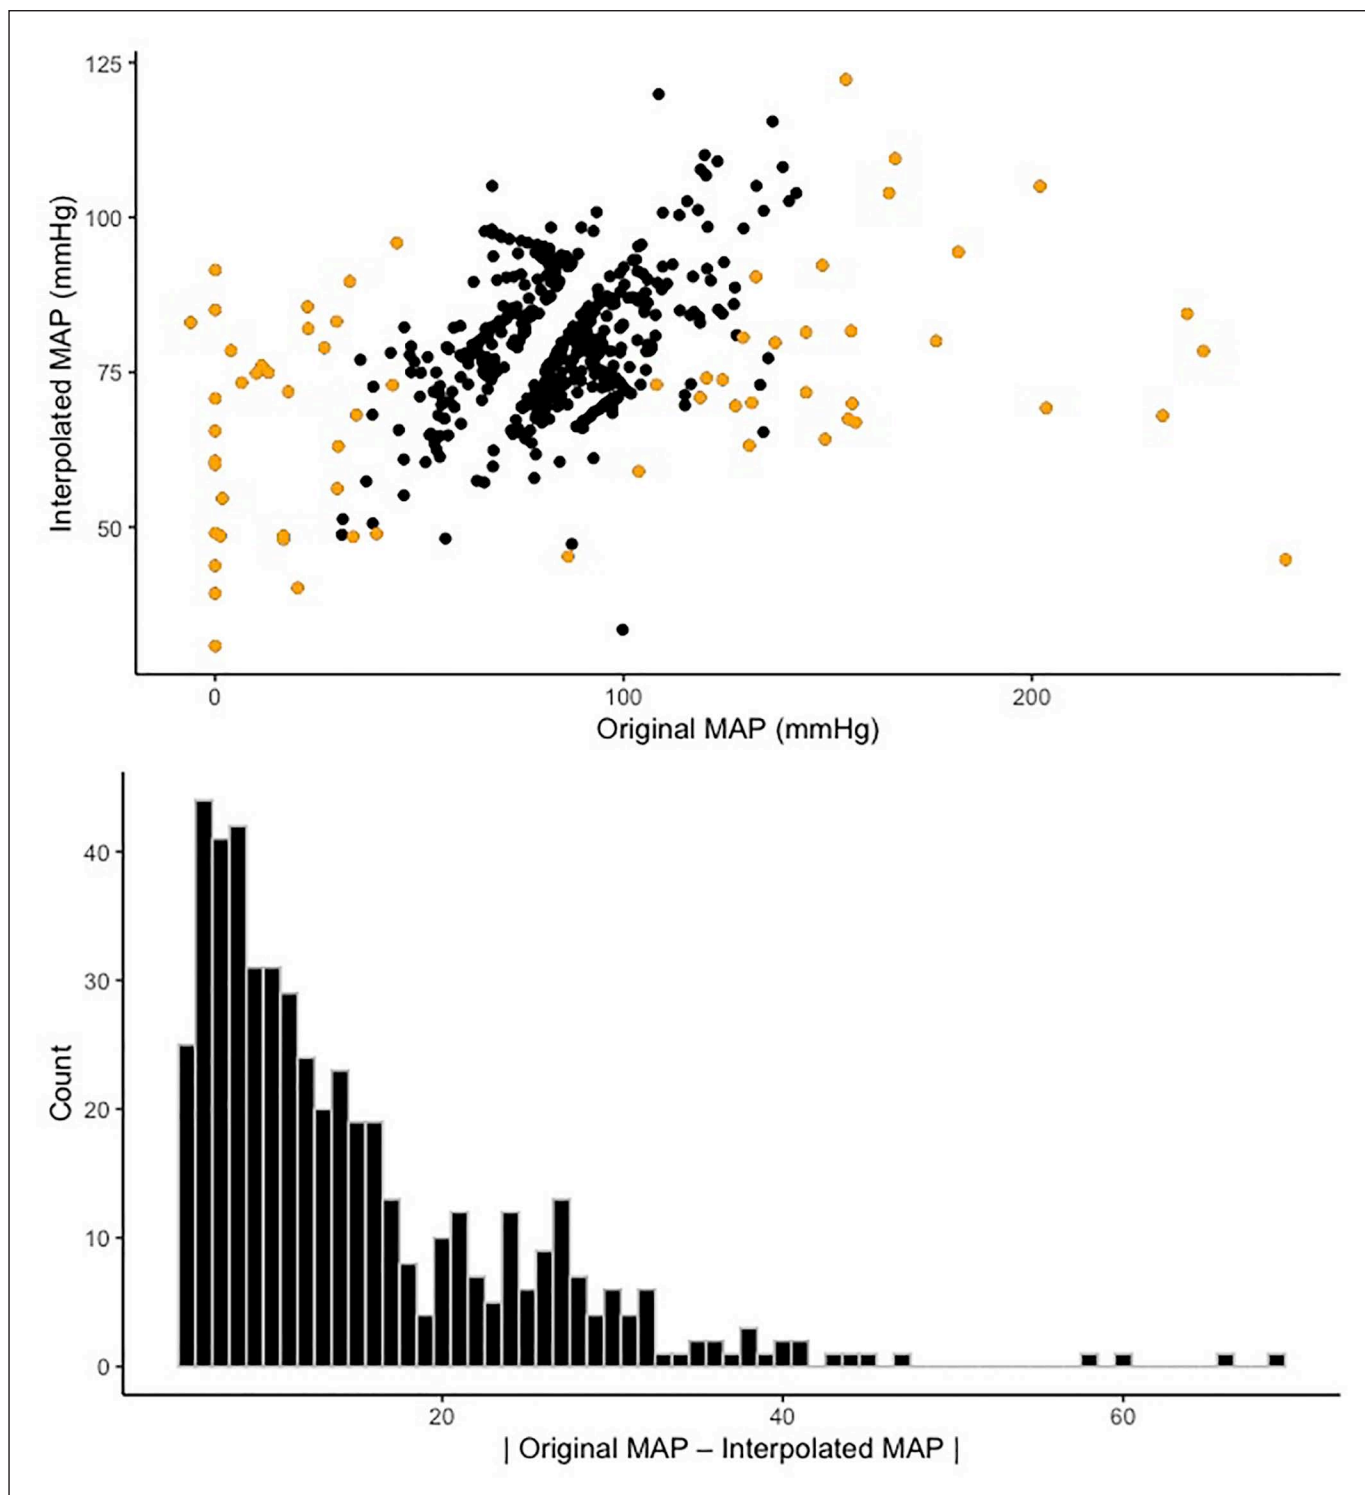 125
100
75
50
Interpolated MAP (mmHg)
0 100 200
Original MAP (mmHg)
40
30
20
10
0
Count
20 40 60
| Original MAP – Interpolated MAP |